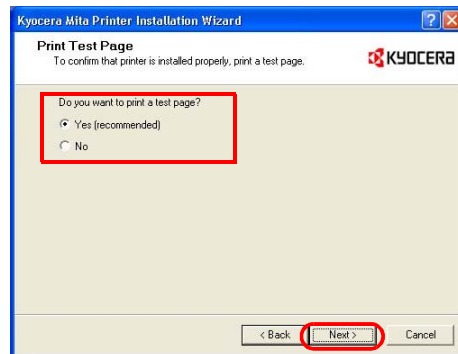 Kyocera Mita Printer Installation Wizard
Print Test Page
To confirm that printer is installed properly, print a test page.
KYOCERA
Do you want to print a test page?
Yes (recommended)
No
< Back
Next >
Cancel